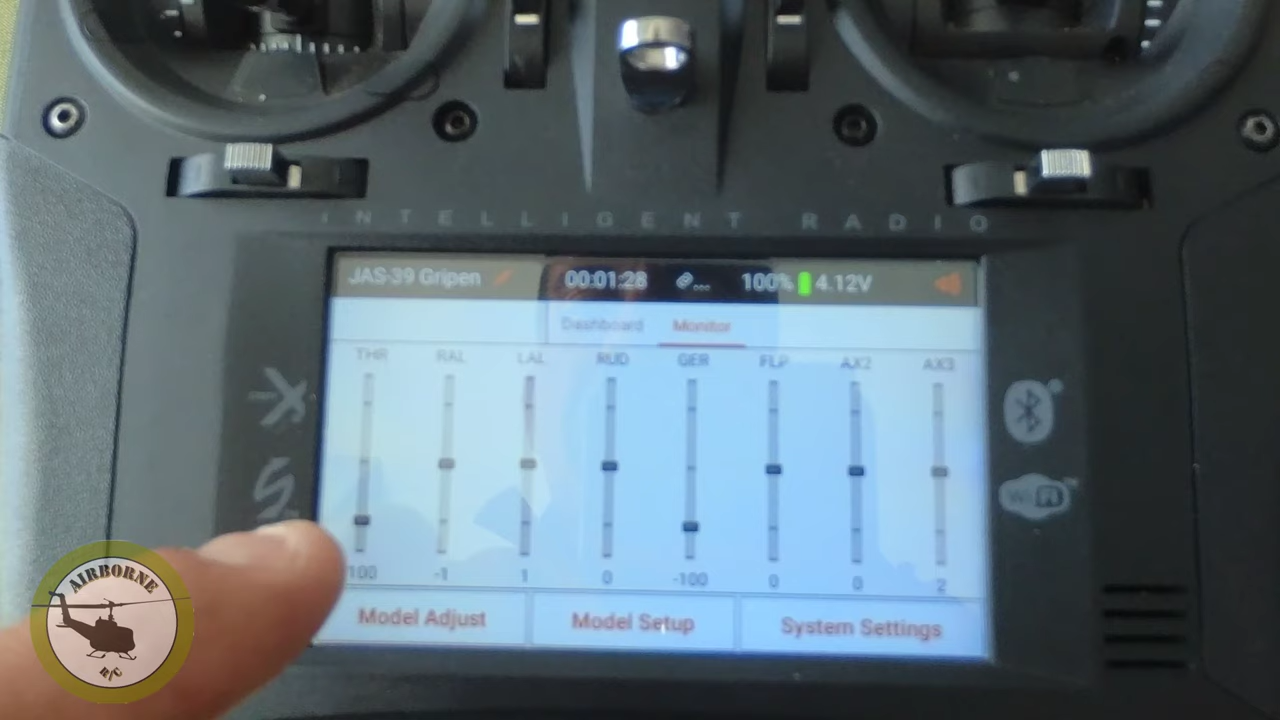 INTELLIGENT RADIO
JAS-39 Gripen 00:01:28 100% 4.12V
Dashboard Monitor
THR RAL LAL RUD GER FLP AX2 AX3
100 -1 1 0 -100 0 0 2
Model Adjust Model Setup System Settings
WiFi
AIRBORNE
R/C